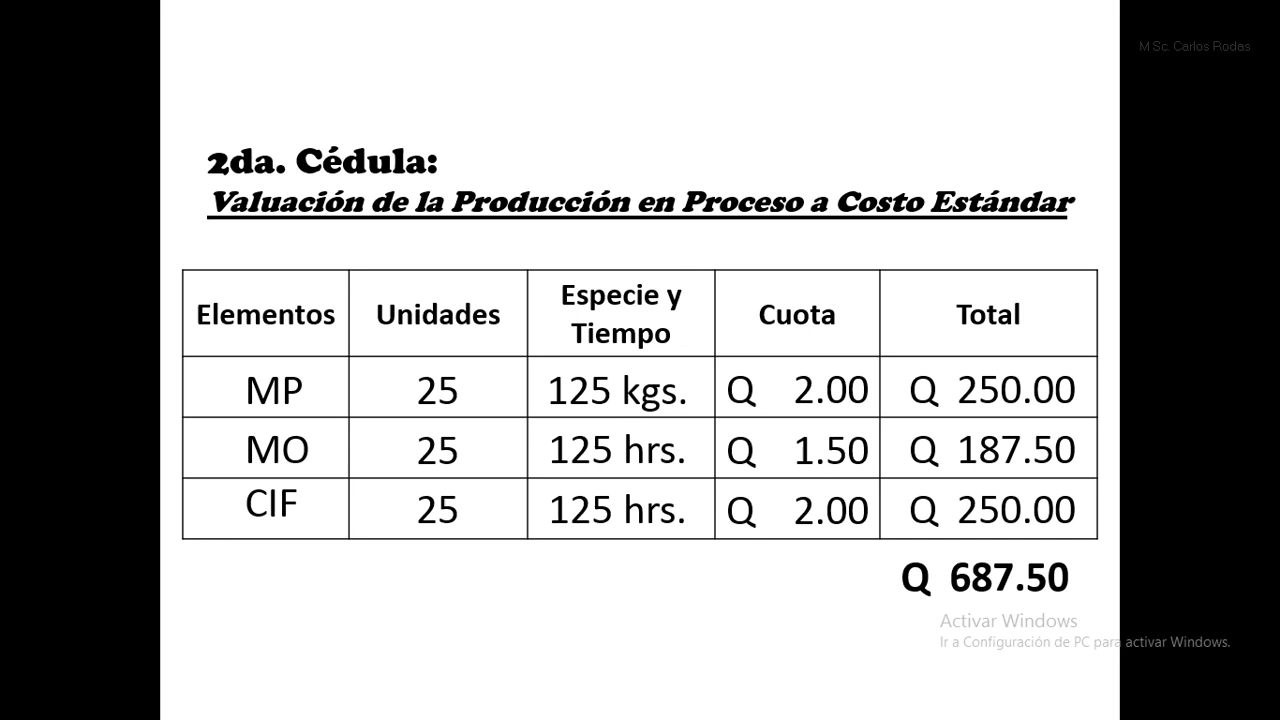 M Sc. Carlos Rodas
2da. Cédula:
Valuación de la Producción en Proceso a Costo Estándar
Elementos Unidades Especie y Tiempo Cuota Total
MP 25 125 kgs. Q 2.00 Q 250.00
MO 25 125 hrs. Q 1.50 Q 187.50
CIF 25 125 hrs. Q 2.00 Q 250.00
Q 687.50
Activar Windows
Ir a Configuración de PC para activar Windows.